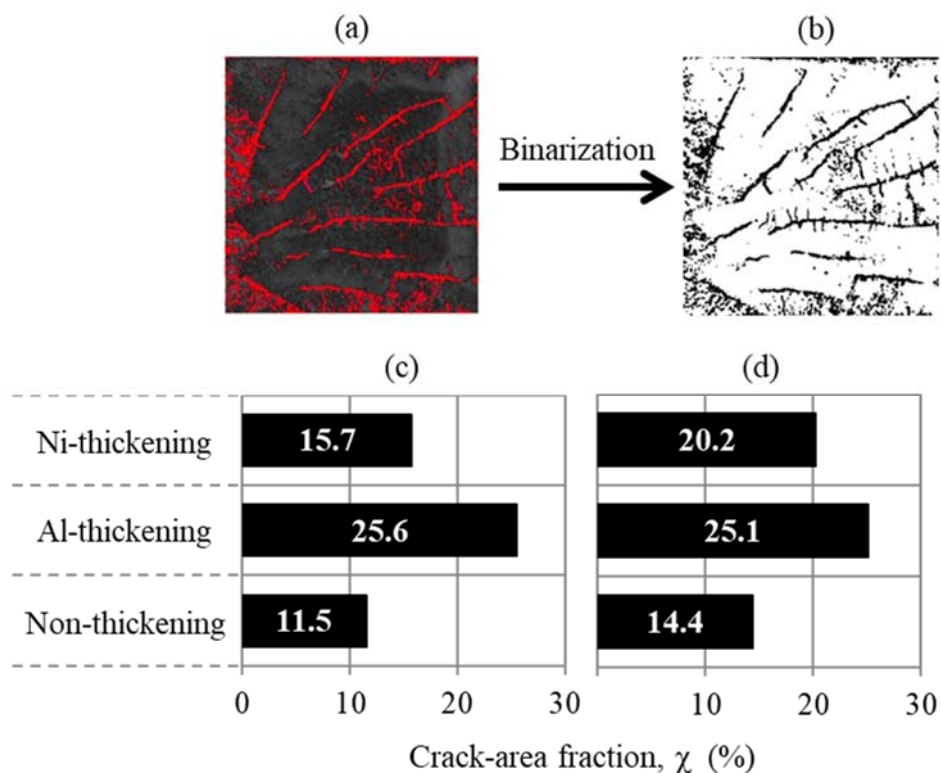 (a)
(b)
Binarization
(c)
(d)
Ni-thickening
15.7
20.2
Al-thickening
25.6
25.1
Non-thickening
11.5
14.4
0 10 20 30
10 20 30
Crack-area fraction, χ (%)